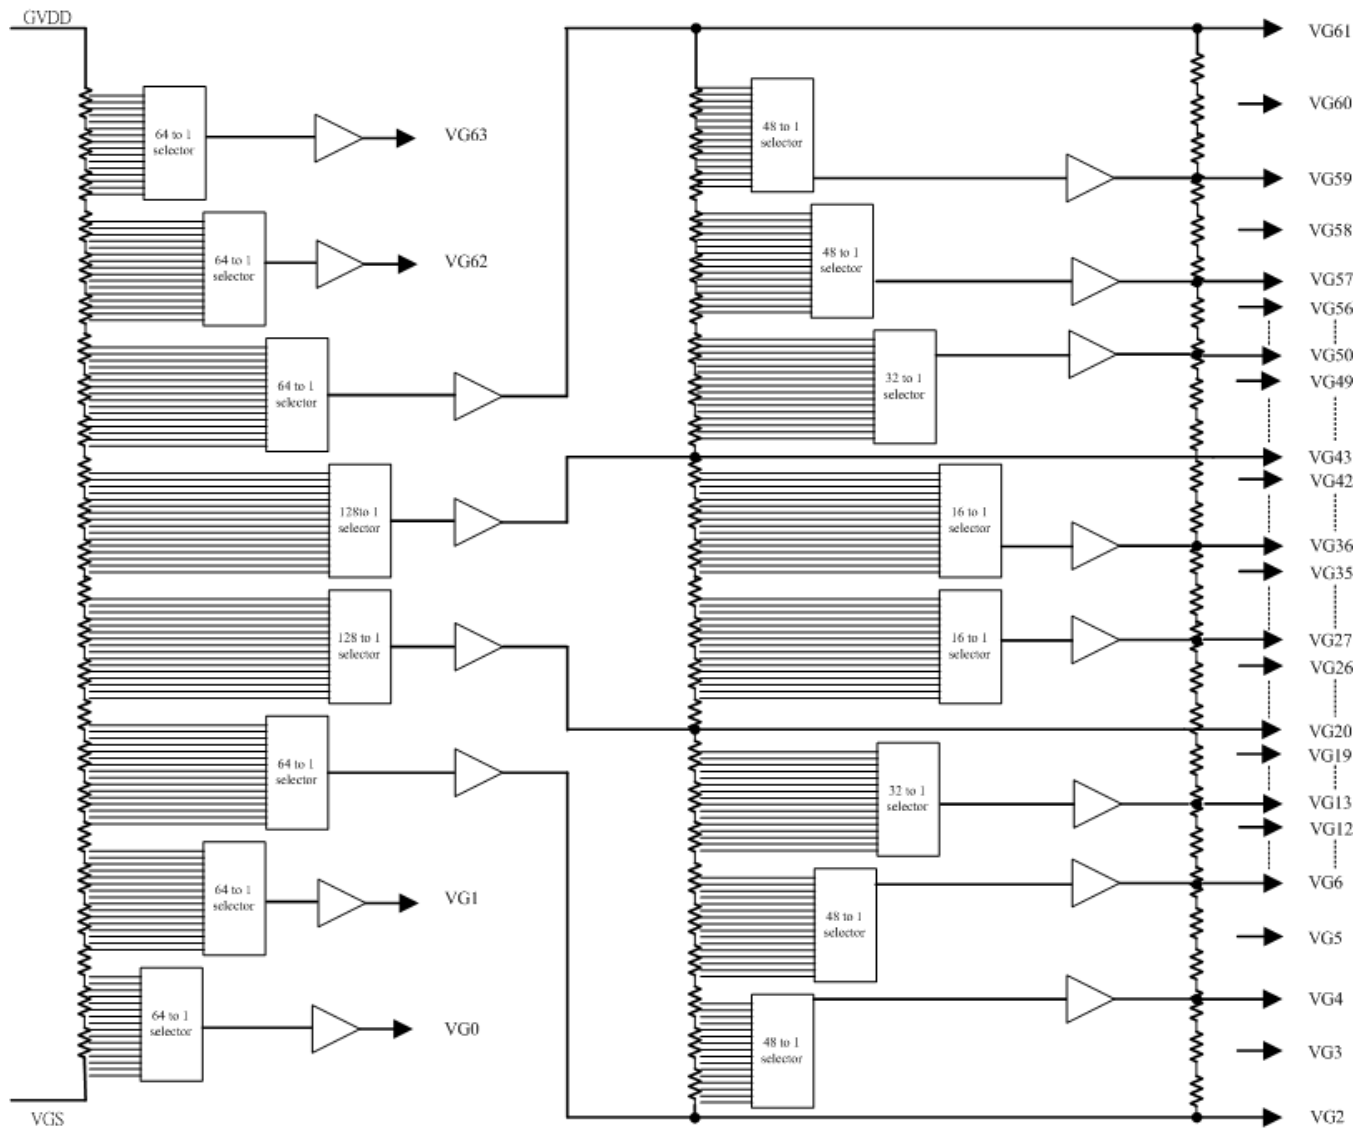 GVDD
64 to 1
selector
VG63
64 to 1
selector
VG62
64 to 1
selector
128to 1
selector
128 to 1
selector
64 to 1
selector
64 to 1
selector
VG1
64 to 1
selector
VG0
VGS
48 to 1
selector
48 to 1
selector
32 to 1
selector
16 to 1
selector
16 to 1
selector
32 to 1
selector
48 to 1
selector
48 to 1
selector
VG61
VG60
VG59
VG58
VG57
VG56
VG50
VG49
VG43
VG42
VG36
VG35
VG27
VG26
VG20
VG19
VG13
VG12
VG6
VG5
VG4
VG3
VG2